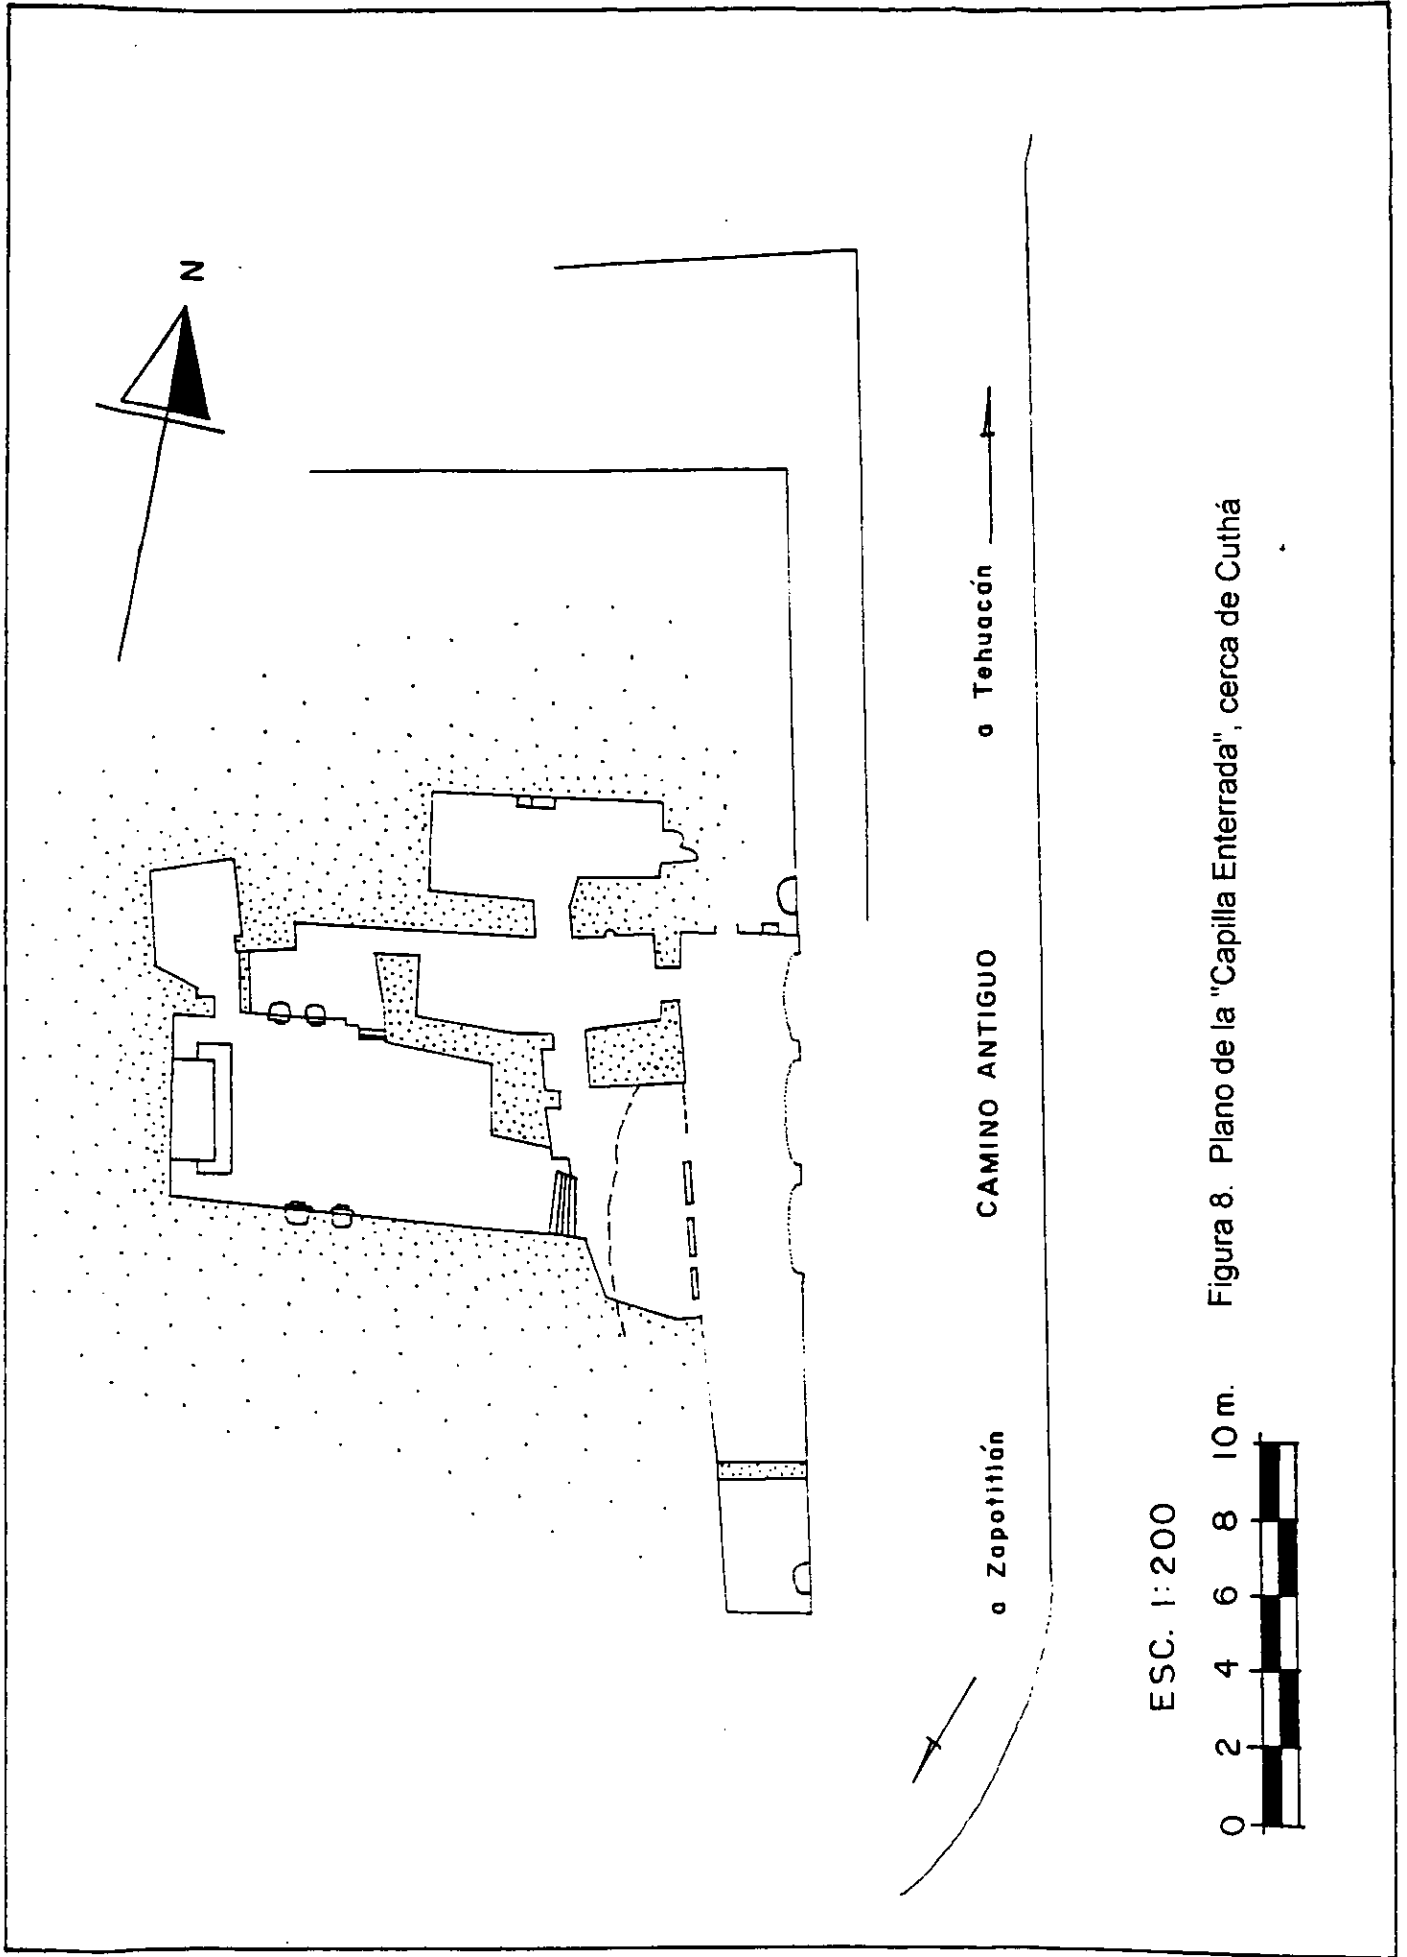 N
a Zapotitlán
CAMINO ANTIGUO
a Tehuacán
ESC. 1:200
0 2 4 6 8 10 m.
Figura 8. Plano de la "Capilla Enterrada", cerca de Cuthá